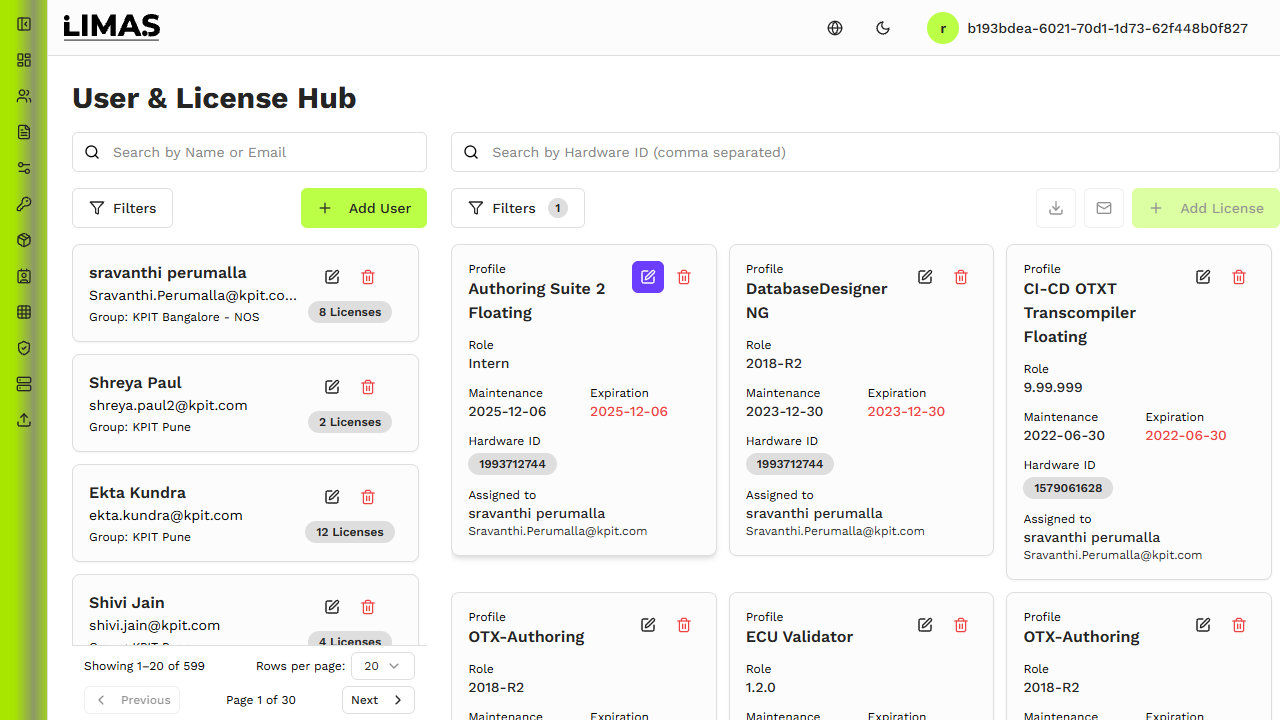 LIMAS
r
b193bdea-6021-70d1-1d73-62f448b0f827
User & License Hub
Search by Name or Email
Filters
Add User
sravanthi perumalla
Sravanthi.Perumalla@kpit.co...
Group: KPIT Bangalore - NOS
8 Licenses
Shreya Paul
shreya.paul2@kpit.com
Group: KPIT Pune
2 Licenses
Ekta Kundra
ekta.kundra@kpit.com
Group: KPIT Pune
12 Licenses
Shivi Jain
shivi.jain@kpit.com
4 Licenses
Showing 1–20 of 599
Rows per page:
20
Previous
Page 1 of 30
Next
Search by Hardware ID (comma separated)
Filters
1
Add License
Profile
Authoring Suite 2
Floating
Role
Intern
Maintenance
Expiration
2025-12-06
2025-12-06
Hardware ID
1993712744
Assigned to
sravanthi perumalla
Sravanthi.Perumalla@kpit.com
Profile
DatabaseDesigner
NG
Role
2018-R2
Maintenance
Expiration
2023-12-30
2023-12-30
Hardware ID
1993712744
Assigned to
sravanthi perumalla
Sravanthi.Perumalla@kpit.com
Profile
CI-CD OTXT
Transcompiler
Floating
Role
9.99.999
Maintenance
Expiration
2022-06-30
2022-06-30
Hardware ID
1579061628
Assigned to
sravanthi perumalla
Sravanthi.Perumalla@kpit.com
Profile
OTX-Authoring
Role
2018-R2
Maintenance
Expiration
Profile
ECU Validator
Role
1.2.0
Maintenance
Expiration
Profile
OTX-Authoring
Role
2018-R2
Maintenance
Expiration